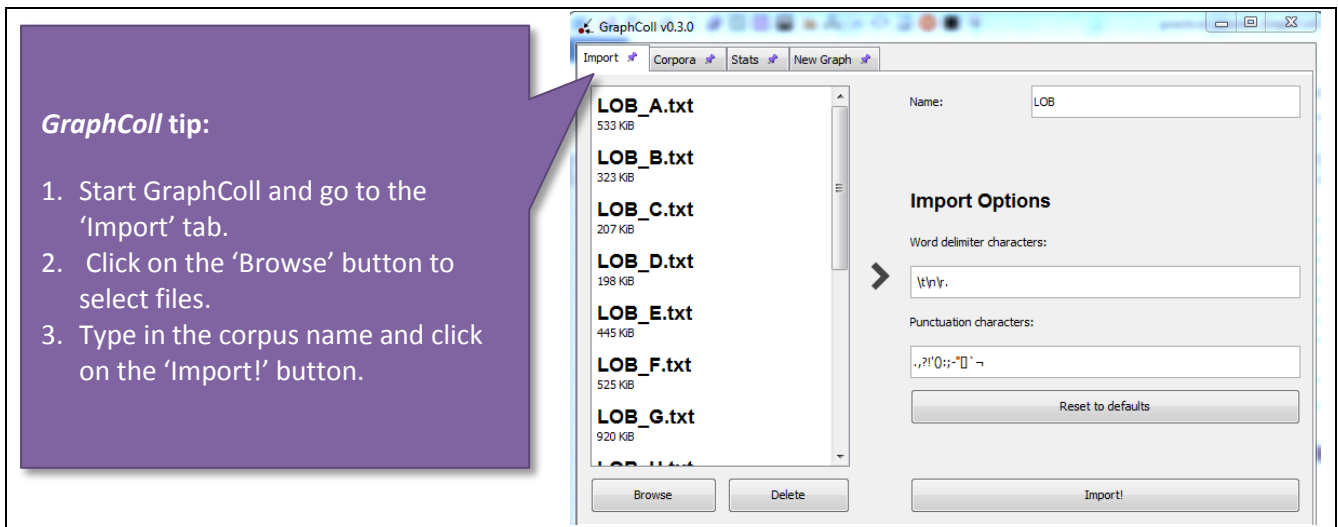 GraphColl tip:
1. Start GraphColl and go to the
'Import' tab.
2. Click on the 'Browse' button to
select files.
3. Type in the corpus name and click
on the 'Import!' button.
GraphColl v0.3.0
Import Corpora Stats New Graph
LOB_A.txt
533 KiB
LOB_B.txt
323 KiB
LOB_C.txt
207 KiB
LOB_D.txt
198 KiB
LOB_E.txt
445 KiB
LOB_F.txt
525 KiB
LOB_G.txt
920 KiB
Browse Delete
Name: LOB
Import Options
Word delimiter characters:
\t\n\r.
Punctuation characters:
.,?!'():;-"[]`¬
Reset to defaults
Import!